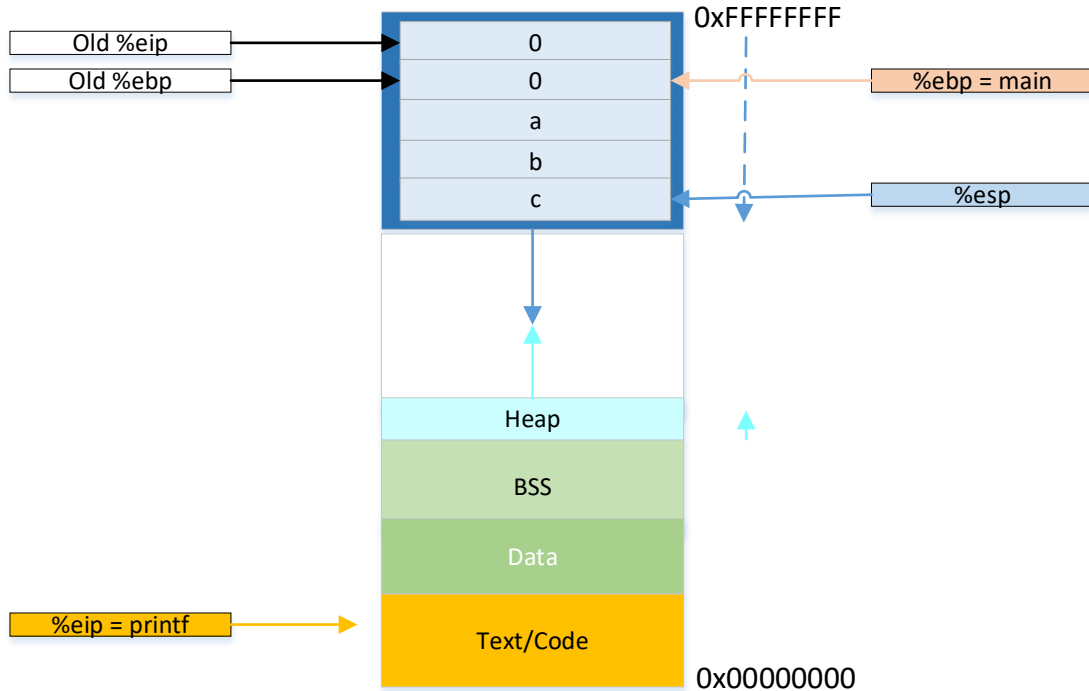 0xFFFFFFFF
Old %eip
0
Old %ebp
0
%ebp = main
a
b
c
%esp
Heap
BSS
Data
%eip = printf
Text/Code
0x00000000